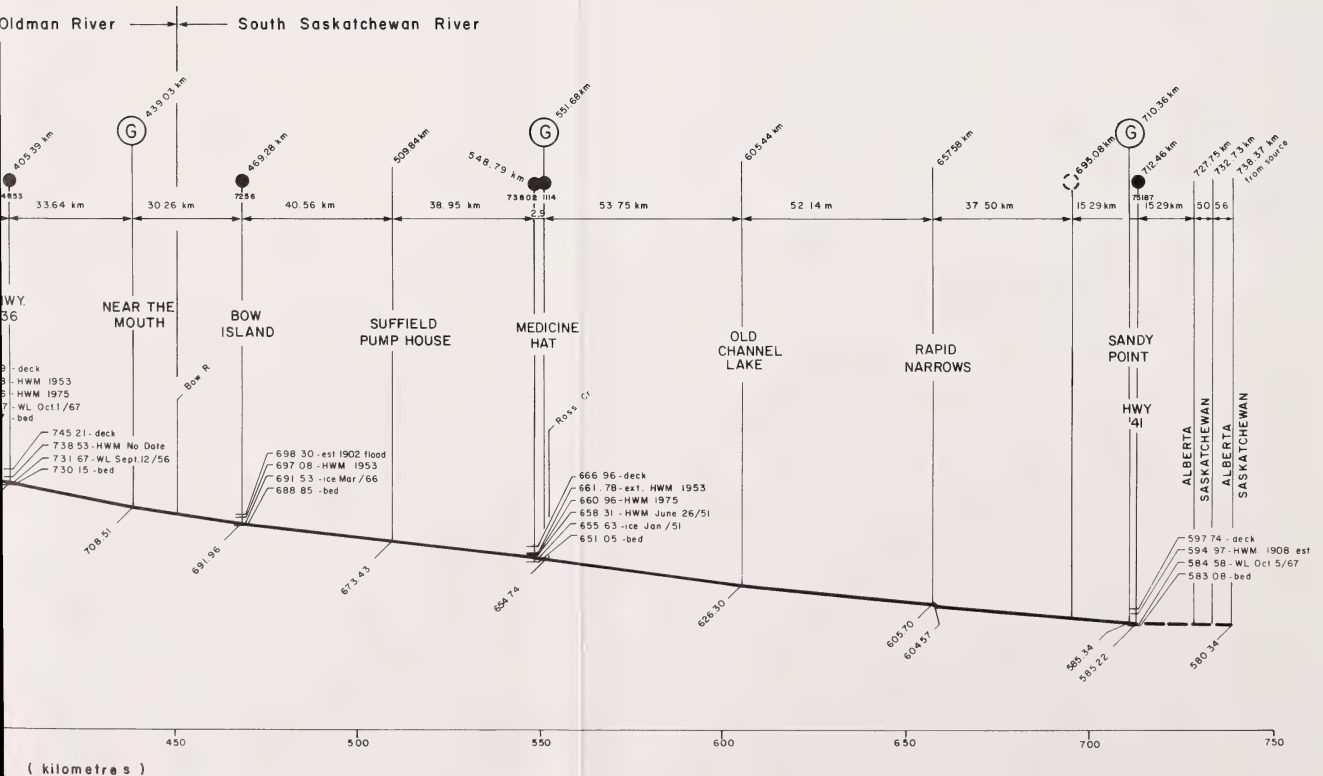 Oldman River
South Saskatchewan River
405.39 km
G
439.03 km
469.28 km
509.84 km
548.79 km
G
551.68 km
605.44 km
657.58 km
695.08 km
G
710.36 km
712.46 km
727.75 km
732.73 km
738.37 km
from source
4853
7256
73802
1114
75187
33.64 km
30.26 km
40.56 km
38.95 km
2.9
53 75 km
52 14 m
37 50 km
15 29 km
15 29km
50
56
WY.
36
NEAR THE
MOUTH
BOW
ISLAND
SUFFIELD
PUMP HOUSE
MEDICINE
HAT
OLD
CHANNEL
LAKE
RAPID
NARROWS
SANDY
POINT
HWY
41
ALBERTA
SASKATCHEWAN
ALBERTA
SASKATCHEWAN
Bow R
Ross Cr
9 - deck
8 - HWM 1953
5 - HWM 1975
7 - WL Oct.1/67
- bed
745 21 - deck
738 53 - HWM No Date
731 67 - WL Sept.12/56
730 15 - bed
698 30 - est 1902 flood
697 08 - HWM 1953
691 53 - ice Mar/66
688 85 - bed
666 96 - deck
661.78 - ext. HWM 1953
660 96 - HWM 1975
658 31 - HWM June 26/51
655 63 - ice Jan /51
651 05 - bed
597 74 - deck
594 97 - HWM 1908 est
584 58 - WL Oct 5/67
583 08 - bed
708.51
691.96
673.43
654.74
626.30
605.70
604.57
585.34
585.22
580.34
450
500
550
600
650
700
750
( kilometres )